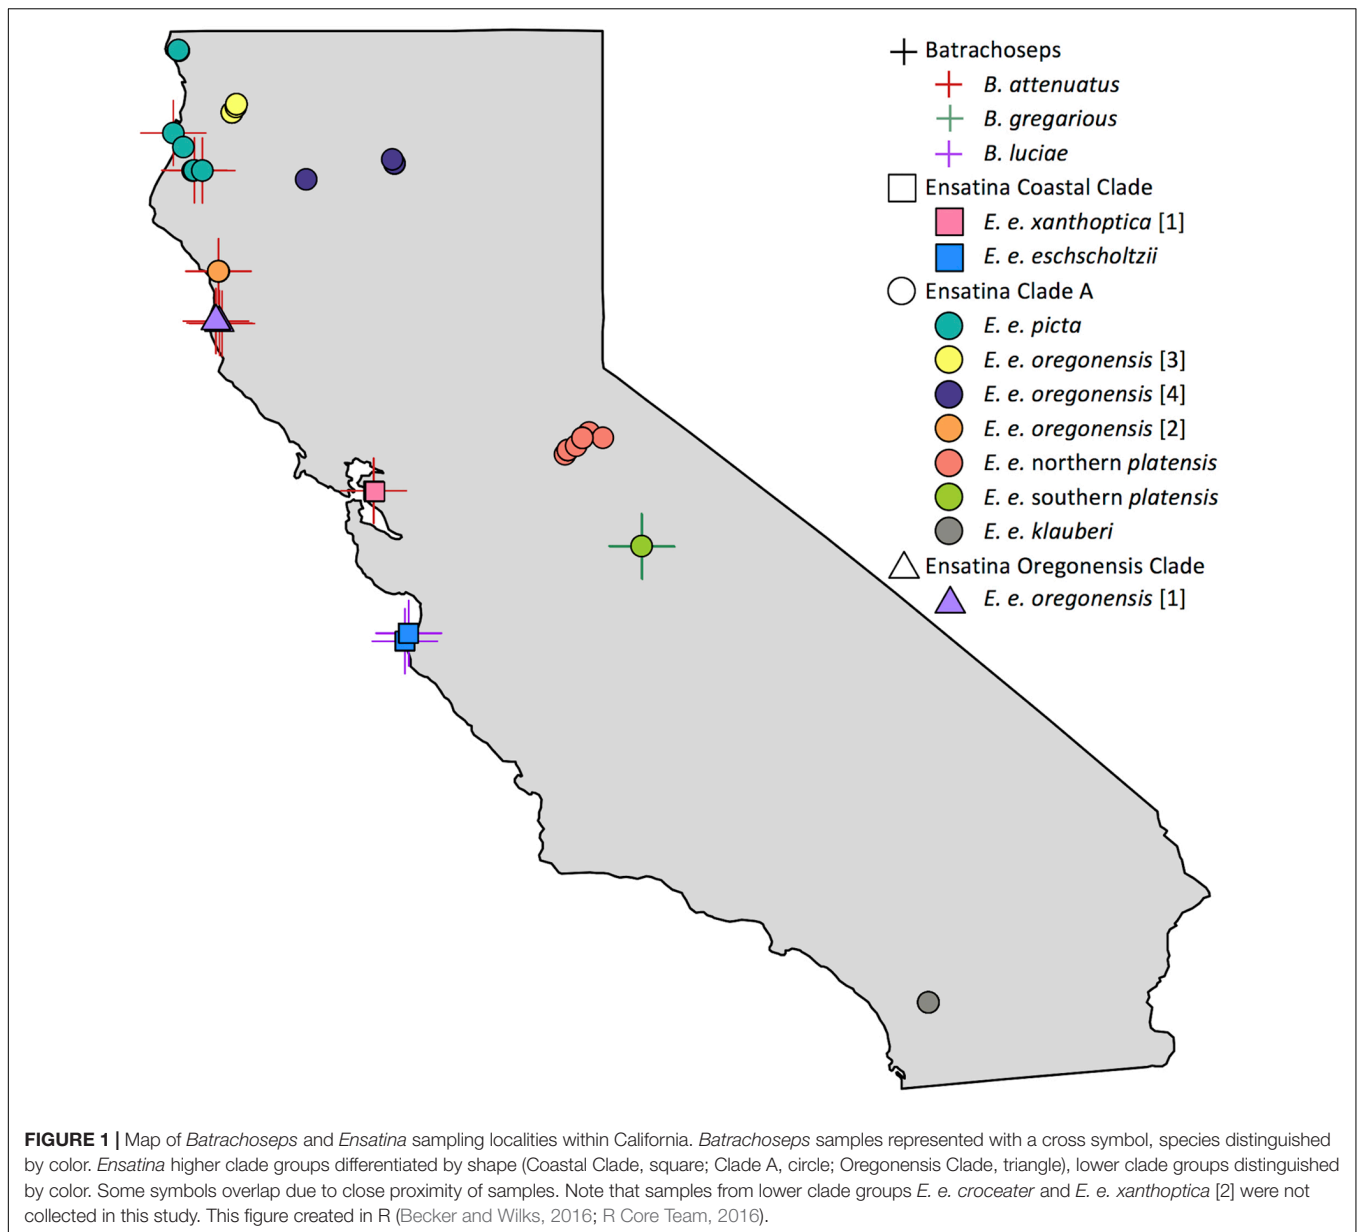 Batrachoseps
B. attenuatus
B. gregarious
B. luciae
Ensatina Coastal Clade
E. e. xanthoptica [1]
E. e. eschscholtzii
Ensatina Clade A
E. e. picta
E. e. oregonensis [3]
E. e. oregonensis [4]
E. e. oregonensis [2]
E. e. northern platensis
E. e. southern platensis
E. e. klauberi
Ensatina Oregonensis Clade
E. e. oregonensis [1]
FIGURE 1 | Map of Batrachoseps and Ensatina sampling localities within California. Batrachoseps samples represented with a cross symbol, species distinguished
by color. Ensatina higher clade groups differentiated by shape (Coastal Clade, square; Clade A, circle; Oregonensis Clade, triangle), lower clade groups distinguished
by color. Some symbols overlap due to close proximity of samples. Note that samples from lower clade groups E. e. croceater and E. e. xanthoptica [2] were not
collected in this study. This figure created in R (Becker and Wilks, 2016; R Core Team, 2016).